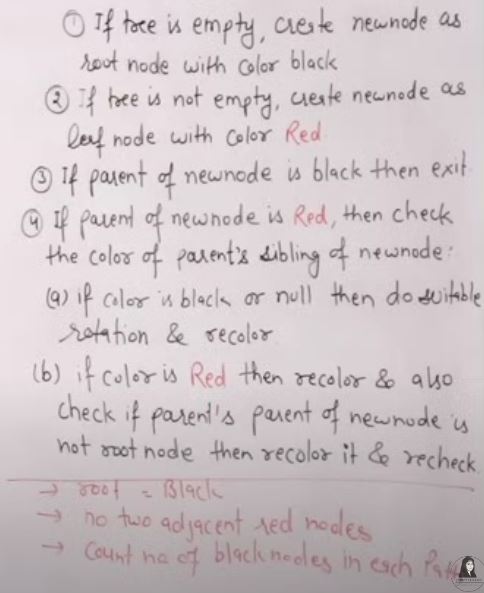 ① If tree is empty, create newnode as
root node with color black
② If tree is not empty, create newnode as
leaf node with color Red
③ If parent of newnode is black then exit
④ If parent of newnode is Red, then check
the color of parent's sibling of newnode:
(a) if color is black or null then do suitable
rotation & recolor
(b) if color is Red then recolor & also
check if parent's parent of newnode is
not root node then recolor it & recheck
→ root = Black
→ no two adjacent red nodes
→ Count no of black nodes in each Path